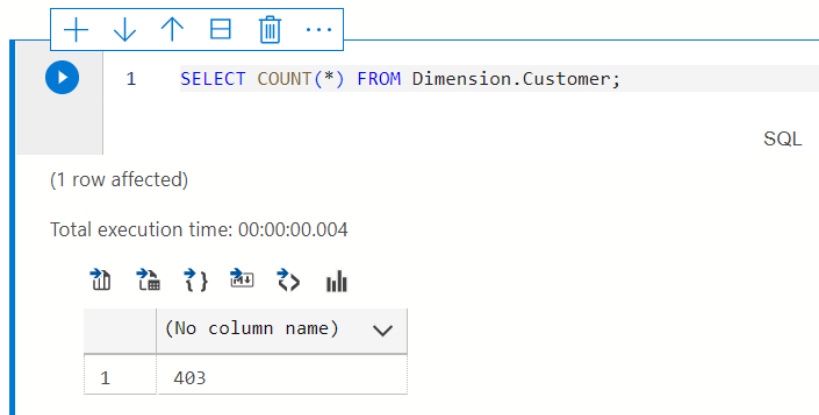 1 SELECT COUNT(*) FROM Dimension.Customer;
SQL
(1 row affected)
Total execution time: 00:00:00.004
(No column name)
1 403